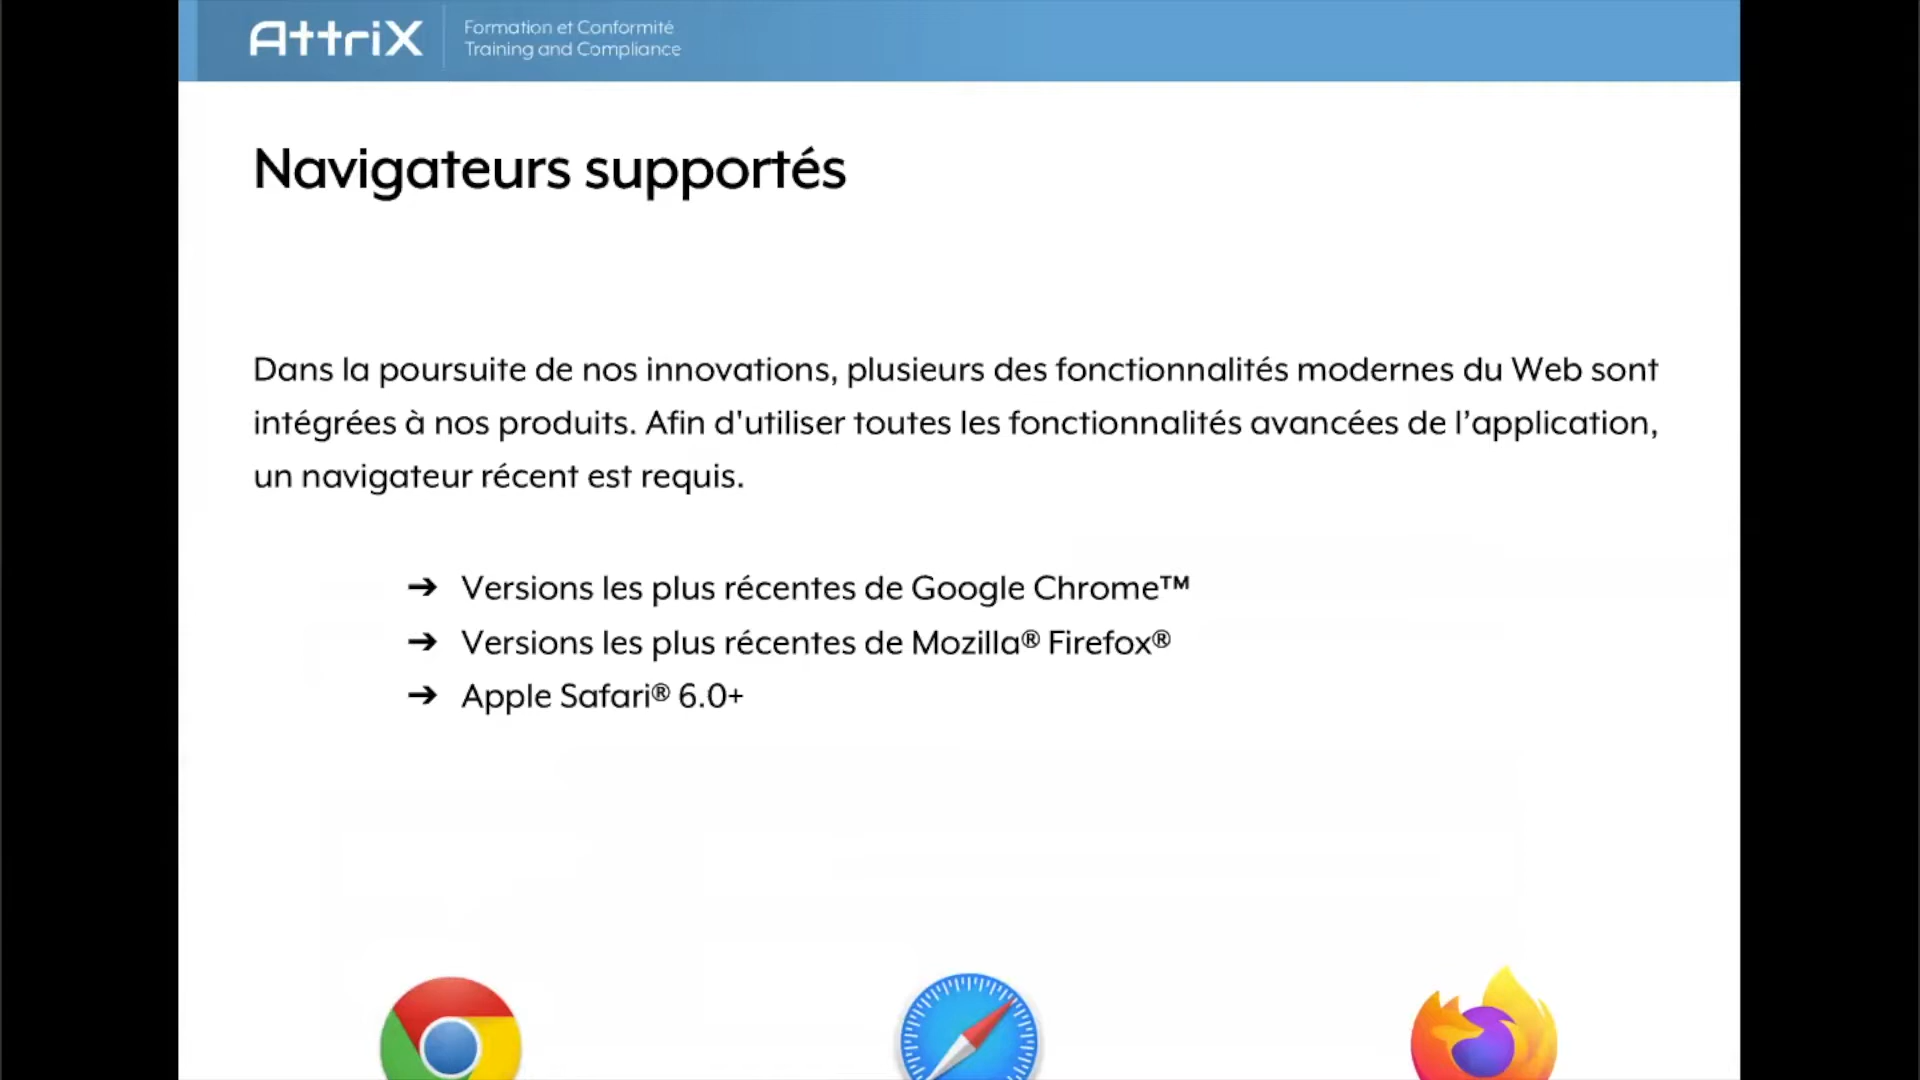 AttriX
Formation et Conformité
Training and Compliance
Navigateurs supportés
Dans la poursuite de nos innovations, plusieurs des fonctionnalités modernes du Web sont
intégrées à nos produits. Afin d'utiliser toutes les fonctionnalités avancées de l’application,
un navigateur récent est requis.
➔ Versions les plus récentes de Google Chrome™
➔ Versions les plus récentes de Mozilla® Firefox®
➔ Apple Safari® 6.0+